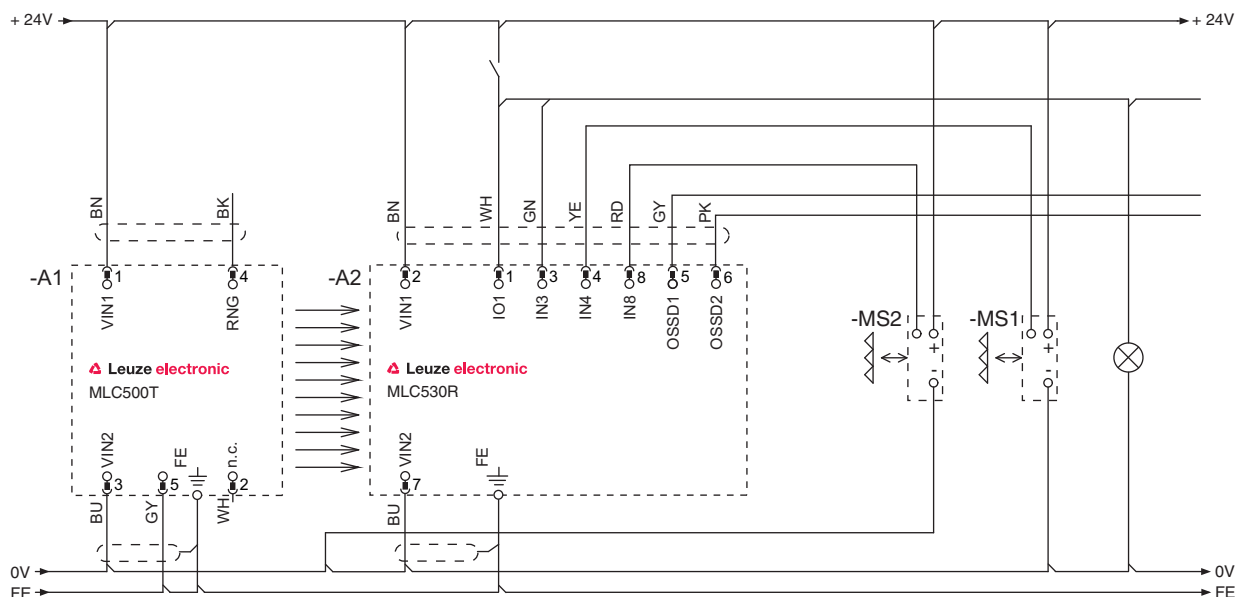 + 24V
+ 24V
BN
BK
BN
WH
GN
YE
RD
GY
PK
-A1
1
4
-A2
2
1
3
4
8
5
6
VIN1
RNG
VIN1
IO1
IN3
IN4
IN8
OSSD1
OSSD2
-MS2
-MS1
+
+
-
-
Leuze electronic
MLC500T
Leuze electronic
MLC530R
VIN2
FE
n.c.
VIN2
FE
3
5
2
7
BU
GY
WH
BU
0V
0V
FE
FE